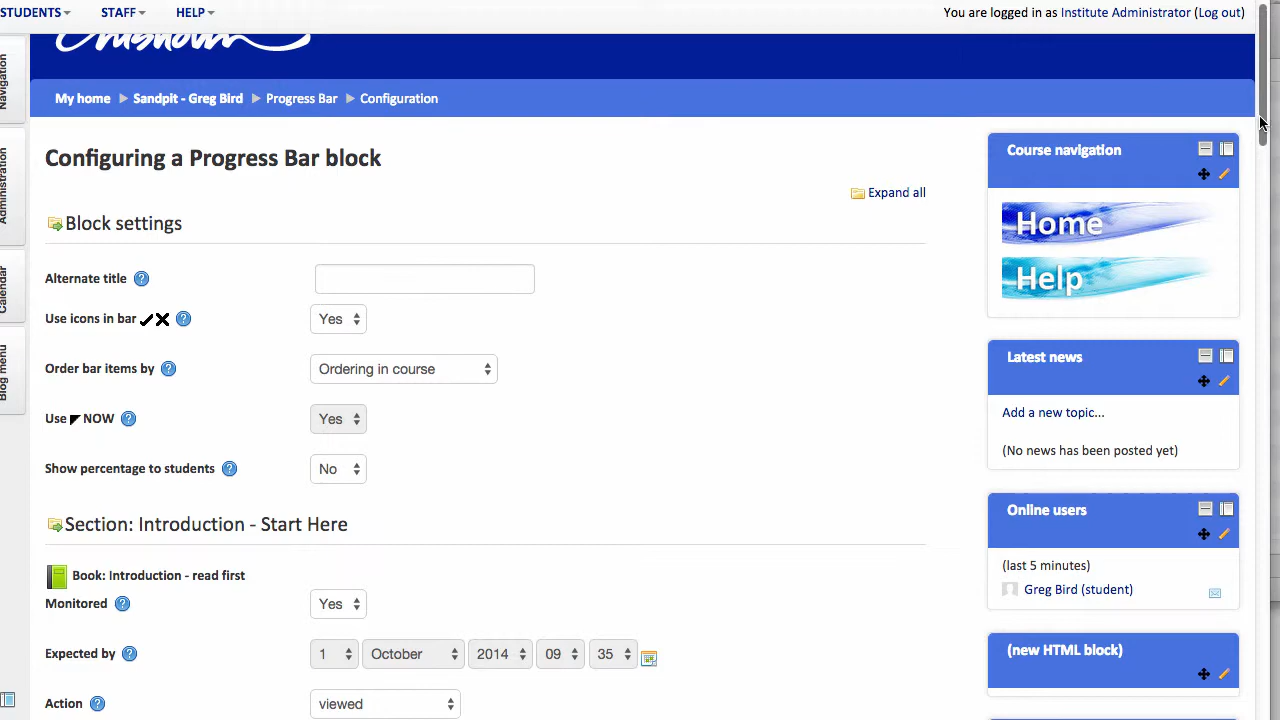 STUDENTS STAFF HELP You are logged in as Institute Administrator (Log out)
My home Sandpit - Greg Bird Progress Bar Configuration
Navigation
Administration
Calendar
Blog menu
Configuring a Progress Bar block
Expand all
Block settings
Alternate title
Use icons in bar Yes
Order bar items by Ordering in course
Use NOW Yes
Show percentage to students No
Section: Introduction - Start Here
Book: Introduction - read first
Monitored Yes
Expected by 1 October 2014 09 35
Action viewed
Course navigation
Home
Help
Latest news
Add a new topic...
(No news has been posted yet)
Online users
(last 5 minutes)
Greg Bird (student)
(new HTML block)